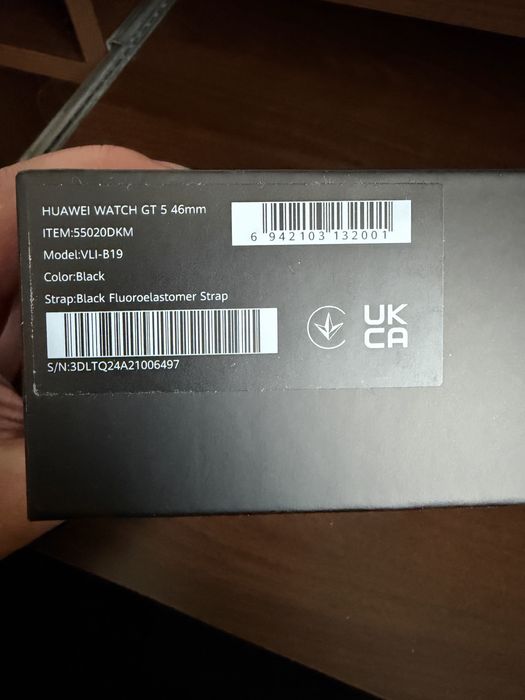 HUAWEI WATCH GT 5 46mm
ITEM:55020DKM
Model:VLI-B19
Color:Black
Strap:Black Fluoroelastomer Strap
S/N:3DLTQ24A21006497
6 942103 132001
UK
CA